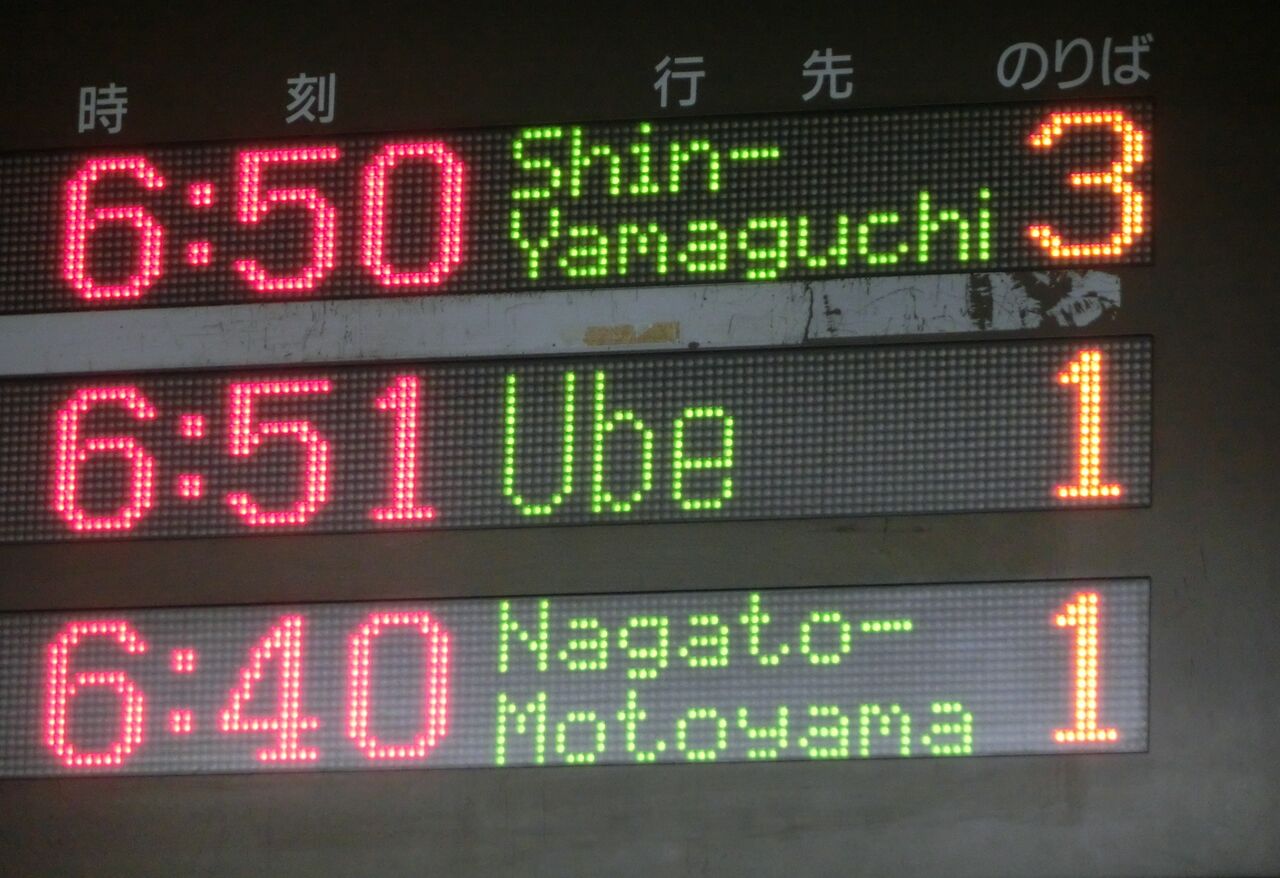 時刻 行先 のりば
6:50 Shin-Yamaguchi 3
6:51 Ube 1
6:40 Nagato-Motoyama 1